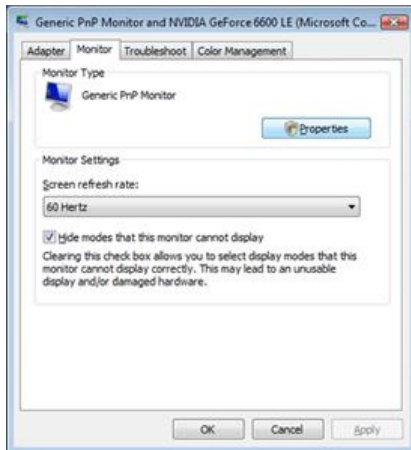 Generic PnP Monitor and NVIDIA GeForce 6600 LE (Microsoft Co...
Adapter Monitor Troubleshoot Color Management
Monitor Type
Generic PnP Monitor
Properties
Monitor Settings
Screen refresh rate:
60 Hertz
Hide modes that this monitor cannot display
Clearing this check box allows you to select display modes that this
monitor cannot display correctly. This may lead to an unusable
display and/or damaged hardware.
OK Cancel Apply